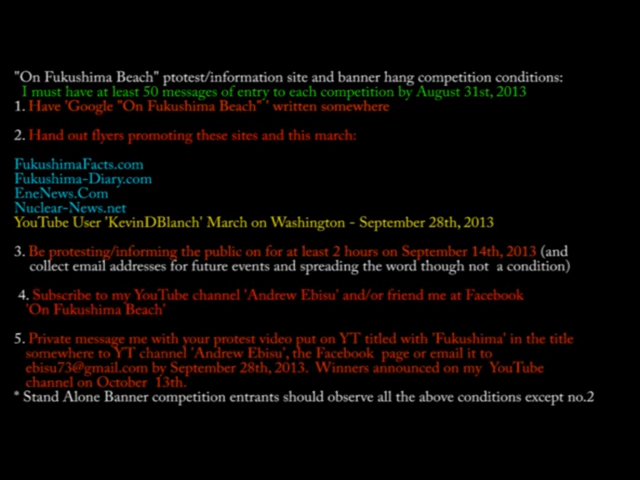 "On Fukushima Beach" ptotest/information site and banner hang competition conditions:
I must have at least 50 messages of entry to each competition by August 31st, 2013
1. Have 'Google "On Fukushima Beach" ' written somewhere
2. Hand out flyers promoting these sites and this march:
FukushimaFacts.com
Fukushima-Diary.com
EneNews.Com
Nuclear-News.net
YouTube User 'KevinDBlanch' March on Washington - September 28th, 2013
3. Be protesting/informing the public on for at least 2 hours on September 14th, 2013 (and
collect email addresses for future events and spreading the word though not a condition)
4. Subscribe to my YouTube channel 'Andrew Ebisu' and/or friend me at Facebook
'On Fukushima Beach'
5. Private message me with your protest video put on YT titled with 'Fukushima' in the title
somewhere to YT channel 'Andrew Ebisu', the Facebook page or email it to
ebisu73@gmail.com by September 28th, 2013. Winners announced on my YouTube
channel on October 13th.
* Stand Alone Banner competition entrants should observe all the above conditions except no.2